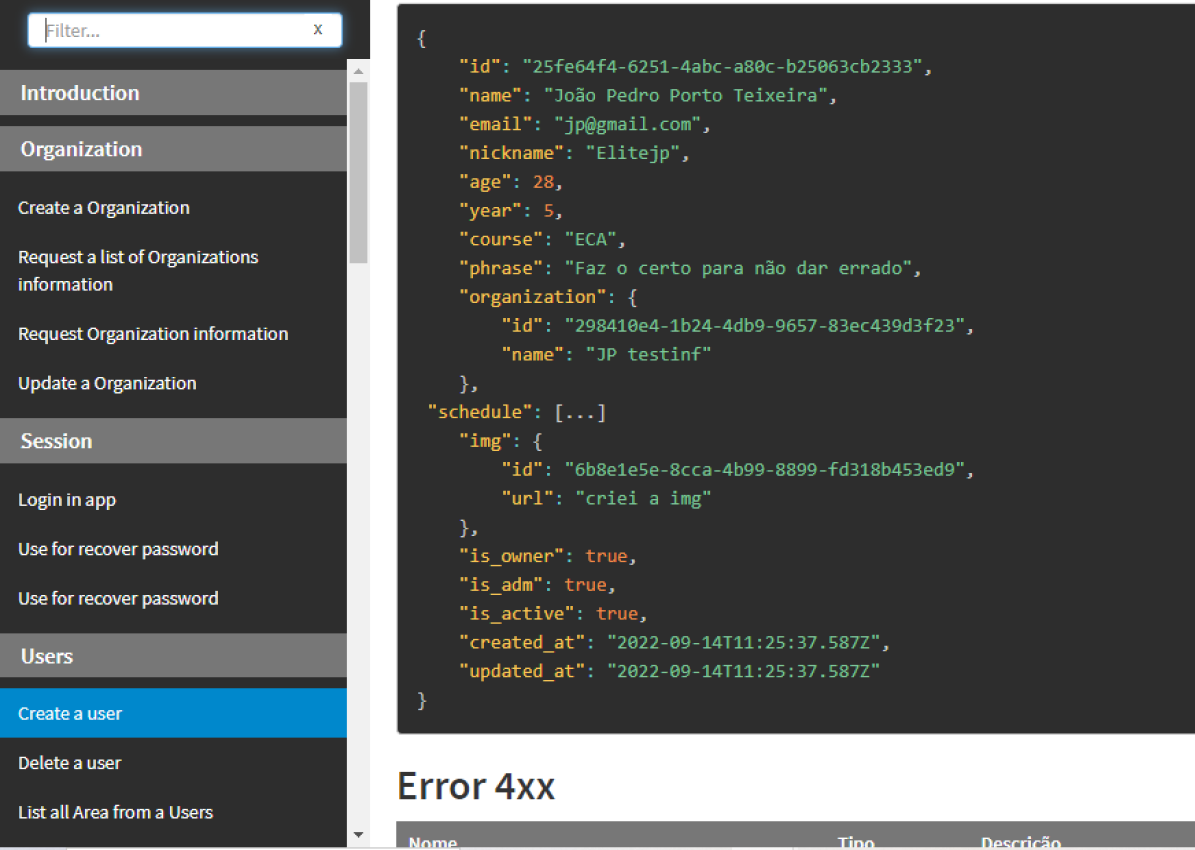 Filter...
x
Introduction
Organization
Create a Organization
Request a list of Organizations
information
Request Organization information
Update a Organization
Session
Login in app
Use for recover password
Use for recover password
Users
Create a user
Delete a user
List all Area from a Users
{
"id": "25fe64f4-6251-4abc-a80c-b25063cb2333",
"name": "João Pedro Porto Teixeira",
"email": "jp@gmail.com",
"nickname": "Elitejp",
"age": 28,
"year": 5,
"course": "ECA",
"phrase": "Faz o certo para não dar errado",
"organization": {
"id": "298410e4-1b24-4db9-9657-83ec439d3f23",
"name": "JP testinf"
},
"schedule": [...]
"img": {
"id": "6b8e1e5e-8cca-4b99-8899-fd318b453ed9",
"url": "criei a img"
},
"is_owner": true,
"is_adm": true,
"is_active": true,
"created_at": "2022-09-14T11:25:37.587Z",
"updated_at": "2022-09-14T11:25:37.587Z"
}
Error 4xx
Nome Tipo Descrição